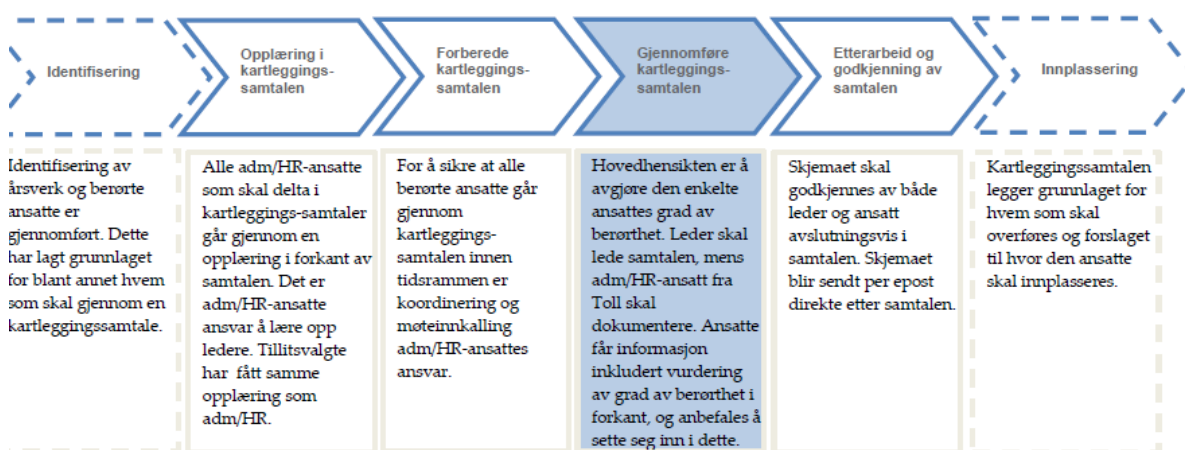 Identifisering
Opplæring i
kartleggings-
samtalen
Forberede
kartleggings-
samtalen
Gjennomføre
kartleggings-
samtalen
Etterarbeid og
godkjenning av
samtalen
Innplassering
Identifisering av
årsverk og berørte
ansatte er
gjennomført. Dette
har lagt grunnlaget
for blant annet hvem
som skal gjennom en
kartleggingssamtale.
Alle adm/HR-ansatte
som skal delta i
kartleggings-samtaler
går gjennom en
opplæring i forkant av
samtalen. Det er
adm/HR-ansatte
ansvar å lære opp
ledere. Tillitsvalgte
har fått samme
opplæring som
adm/HR.
For å sikre at alle
berørte ansatte går
gjennom
kartleggings-
samtalen innen
tidsrammen er
koordinering og
møteinnkalling
adm/HR-ansattes
ansvar.
Hovedhensikten er å
avgjøre den enkelte
ansattes grad av
berørthet. Leder skal
lede samtalen, mens
adm/HR-ansatt fra
Toll skal
dokumentere. Ansatte
får informasjon
inkludert vurdering
av grad av berørthet i
forkant, og anbefales å
sette seg inn i dette.
Skjemaet skal
godkjennes av både
leder og ansatt
avslutningsvis i
samtalen. Skjemaet
blir sendt per epost
direkte etter samtalen.
Kartleggingssamtalen
legger grunnlaget for
hvem som skal
overføres og forslaget
til hvor den ansatte
skal innplasseres.